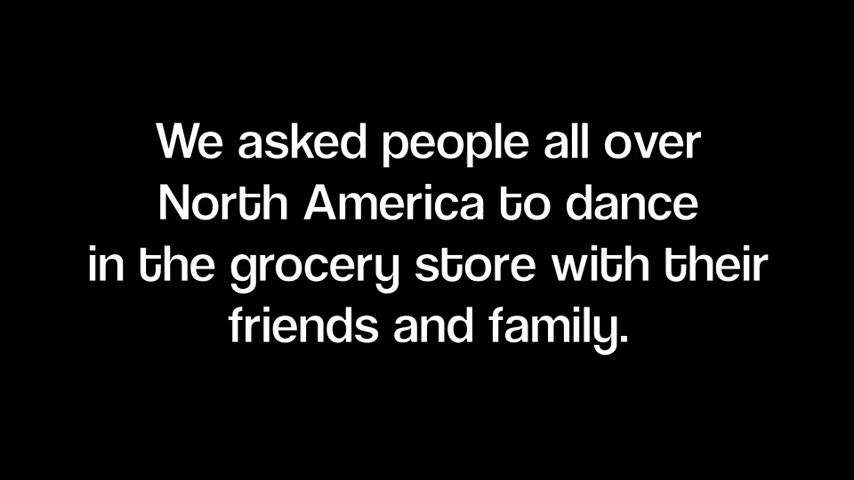 We asked people all over
North America to dance
in the grocery store with their
friends and family.